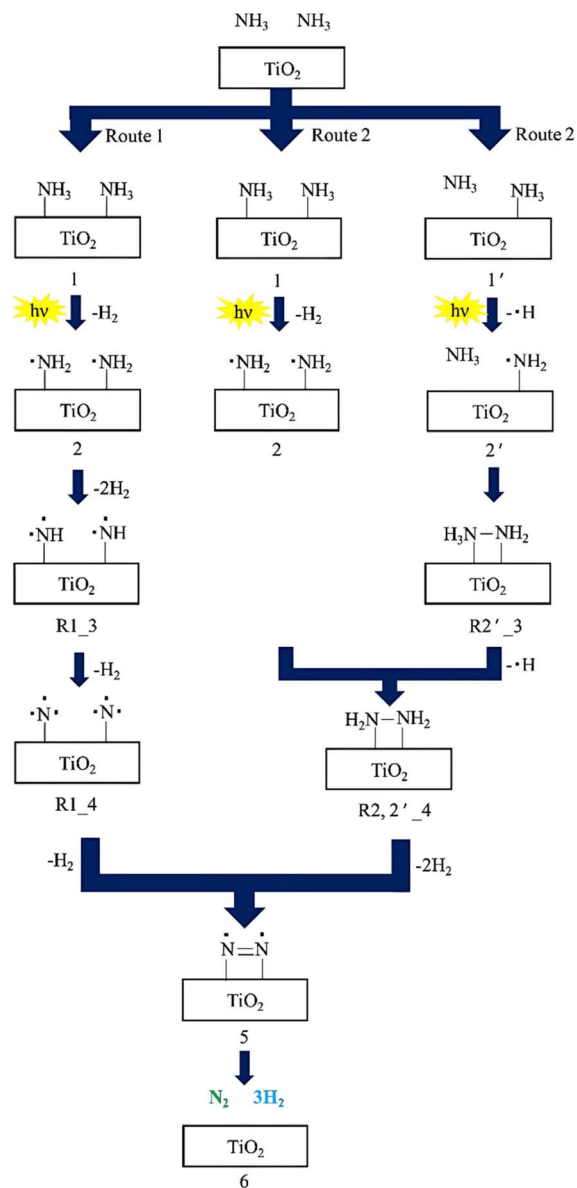 NH₃ NH₃
TiO₂
Route 1 Route 2 Route 2
NH₃ NH₃ NH₃ NH₃ NH₃ NH₃
TiO₂ TiO₂ TiO₂
1 1 1′
hν -H₂ hν -H₂ hν -·H
·NH₂ ·NH₂ ·NH₂ ·NH₂ NH₃ ·NH₂
TiO₂ TiO₂ TiO₂
2 2 2′
-2H₂
·NH ·NH H₃N–NH₂
TiO₂ TiO₂
R1_3 R2′_3
-H₂ -·H
·N· ·N· H₂N–NH₂
TiO₂ TiO₂
R1_4 R2, 2′_4
-H₂ -2H₂
N=N
TiO₂
5
N₂ 3H₂
TiO₂
6